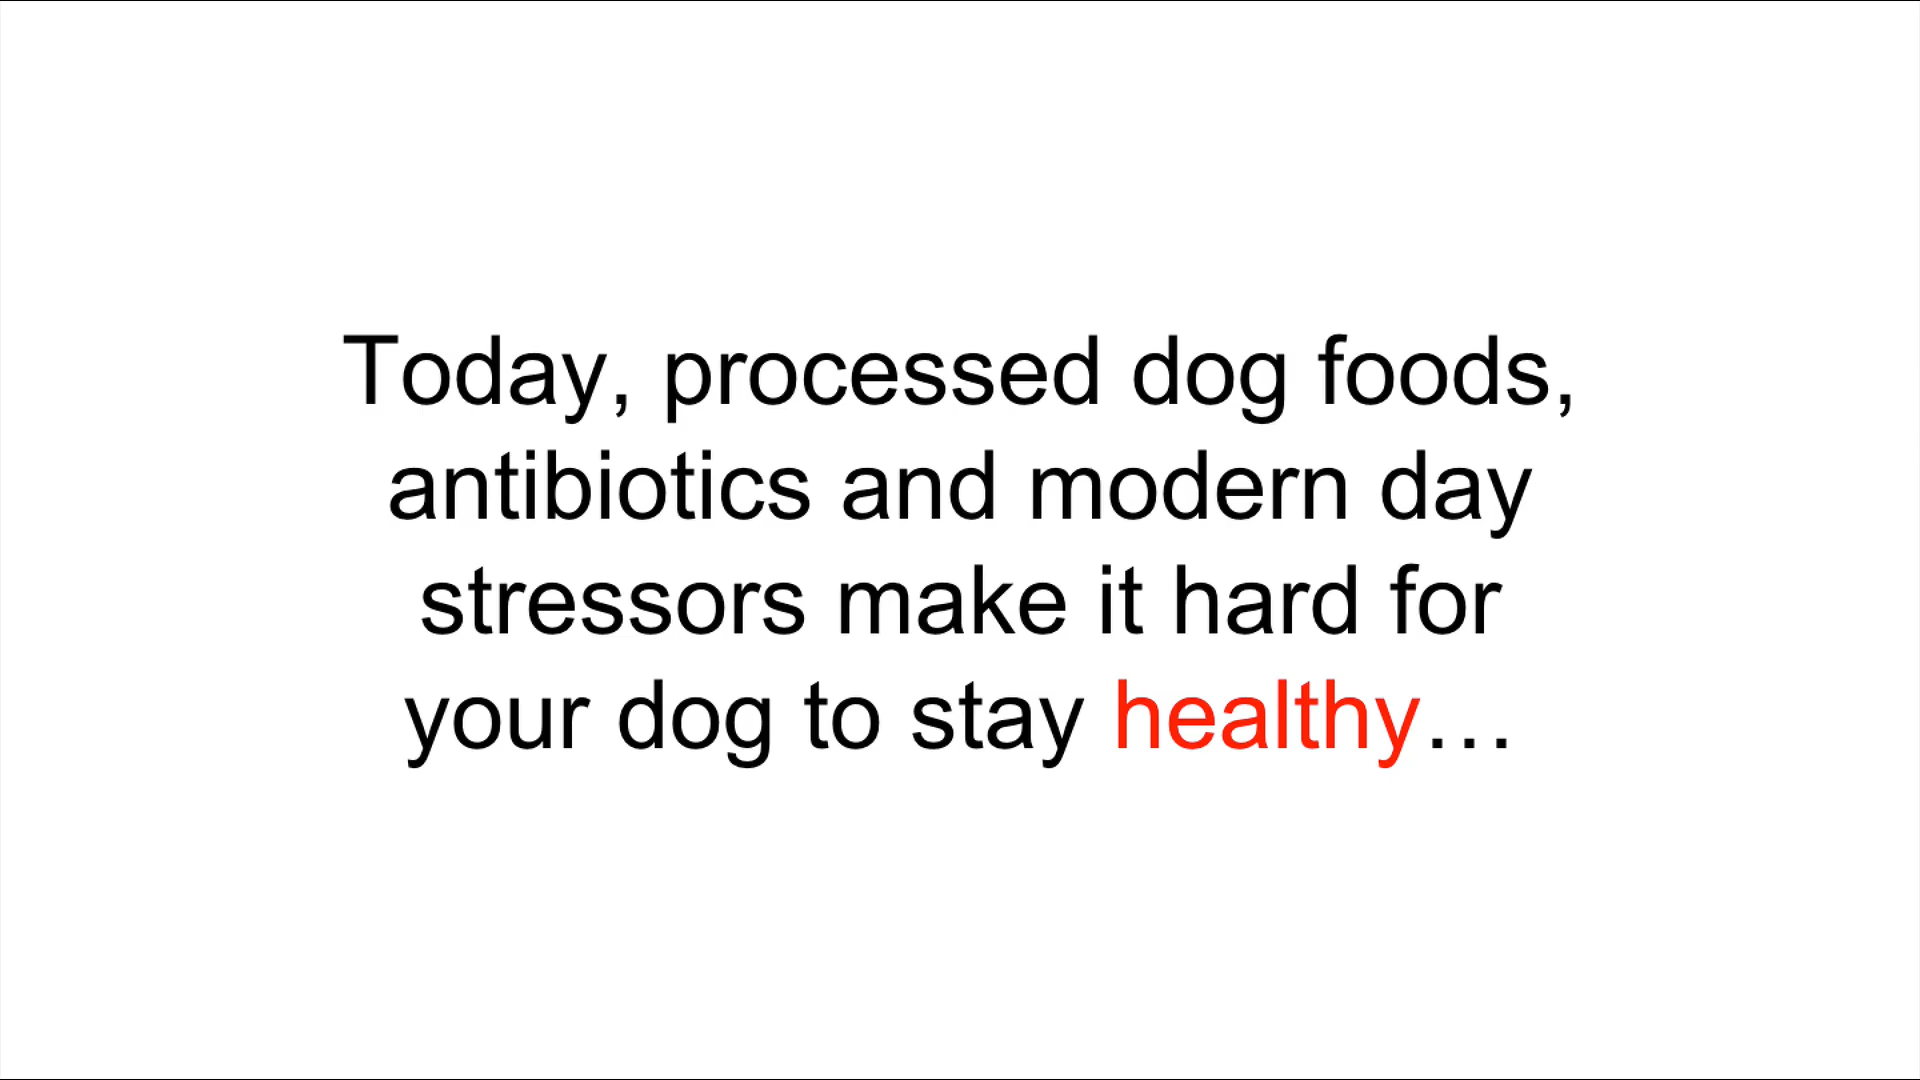 Today, processed dog foods,
antibiotics and modern day
stressors make it hard for
your dog to stay healthy…